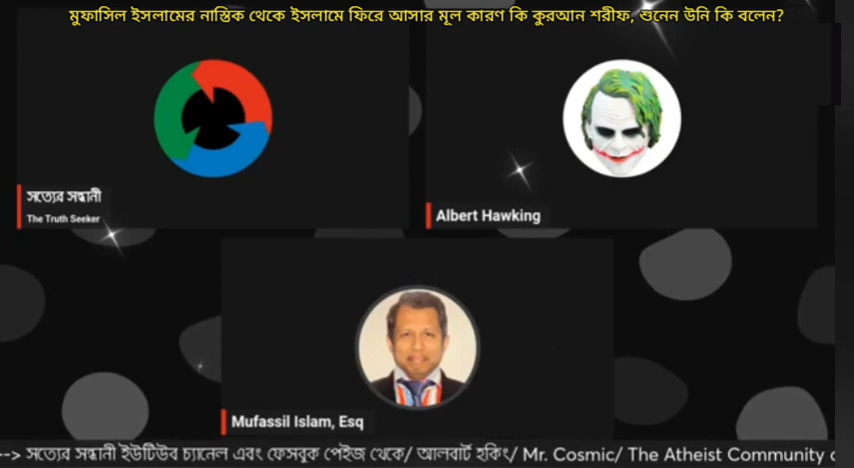 মুফাসিল ইসলামের নাস্তিক থেকে ইসলামে ফিরে আসার মূল কারণ কি কুরআন শরীফ, শুনেন উনি কি বলেন?
সত্যের সন্ধানী
The Truth Seeker
Albert Hawking
Mufassil Islam, Esq
--> সত্যের সন্ধানী ইউটিউব চ্যানেল এবং ফেসবুক পেইজ থেকে/ আলবার্ট হকিং/ Mr. Cosmic/ The Atheist Community